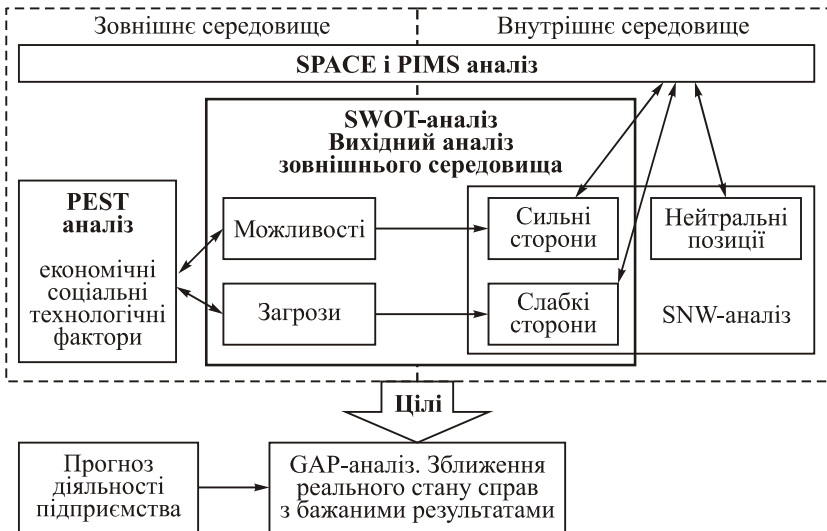 Зовнішнє середовище
Внутрішнє середовище
SPACE і PIMS аналіз
SWOT-аналіз
Вихідний аналіз
зовнішнього середовища
PEST
аналіз
економічні
соціальні
технологічні
фактори
Можливості
Загрози
Сильні
сторони
Слабкі
сторони
Нейтральні
позиції
SNW-аналіз
Цілі
Прогноз
діяльності
підприємства
GAP-аналіз. Зближення
реального стану справ
з бажаними результатами